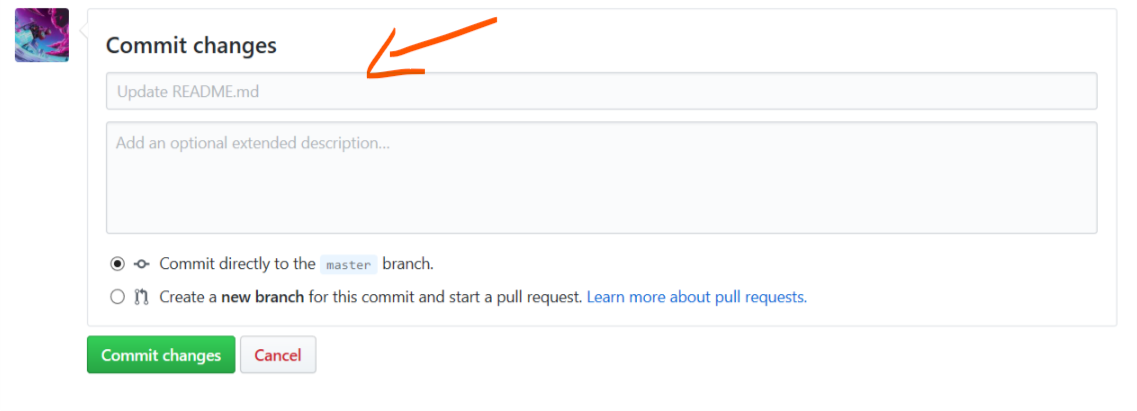 Commit changes
Update README.md
Add an optional extended description...
Commit directly to the master branch.
Create a new branch for this commit and start a pull request. Learn more about pull requests.
Commit changes Cancel